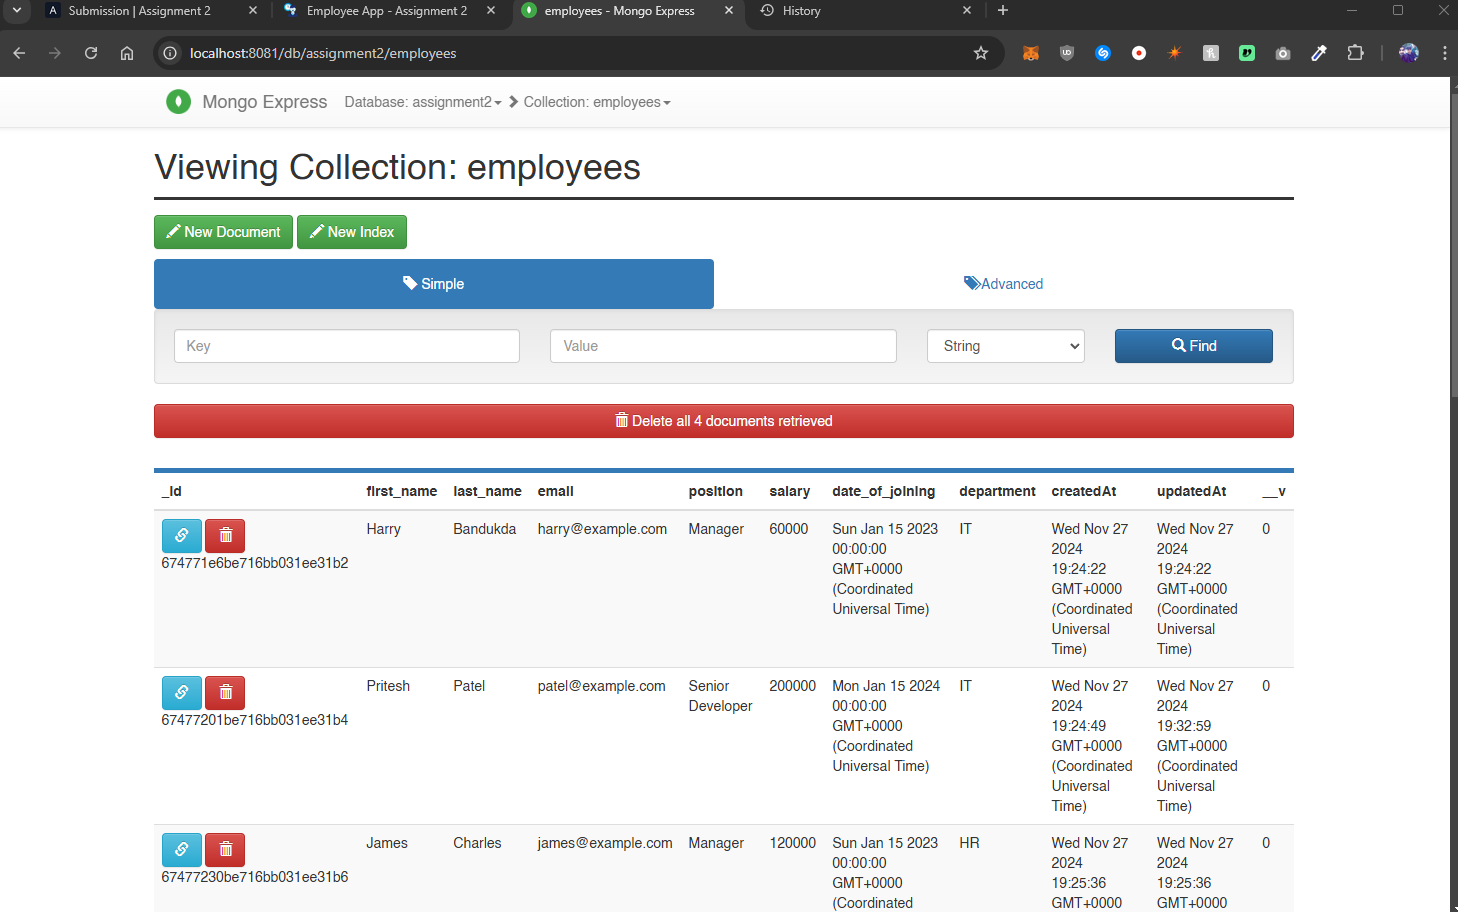 Submission | Assignment 2
Employee App - Assignment 2
employees - Mongo Express
History
localhost:8081/db/assignment2/employees
Mongo Express Database: assignment2 Collection: employees
Viewing Collection: employees
New Document New Index
Simple Advanced
Key Value String Find
Delete all 4 documents retrieved
_id first_name last_name email position salary date_of_joining department createdAt updatedAt __v
Harry Bandukda harry@example.com Manager 60000 Sun Jan 15 2023 IT Wed Nov 27 Wed Nov 27 0
00:00:00 2024 2024
674771e6be716bb031ee31b2 GMT+0000 19:24:22 19:24:22
(Coordinated GMT+0000 GMT+0000
Universal Time) (Coordinated (Coordinated
Universal Universal
Time) Time)
Pritesh Patel patel@example.com Senior 200000 Mon Jan 15 2024 IT Wed Nov 27 Wed Nov 27 0
Developer 00:00:00 2024 2024
67477201be716bb031ee31b4 GMT+0000 19:24:49 19:32:59
(Coordinated GMT+0000 GMT+0000
Universal Time) (Coordinated (Coordinated
Universal Universal
Time) Time)
James Charles james@example.com Manager 120000 Sun Jan 15 2023 HR Wed Nov 27 Wed Nov 27 0
00:00:00 2024 2024
67477230be716bb031ee31b6 GMT+0000 19:25:36 19:25:36
(Coordinated GMT+0000 GMT+0000